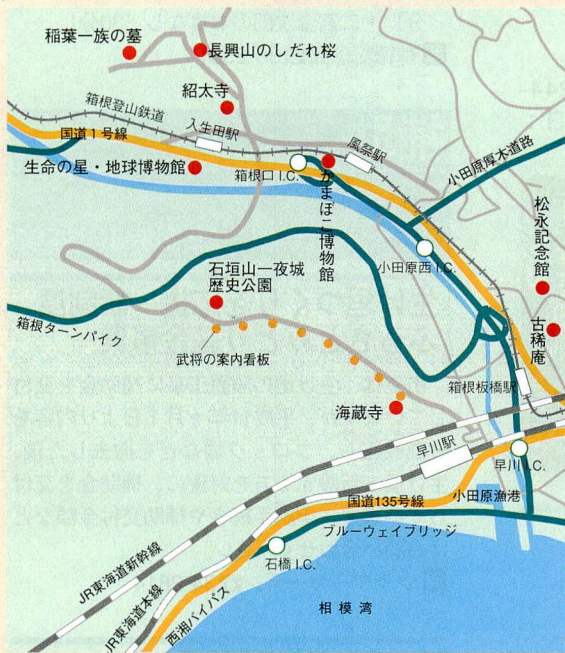 稲葉一族の墓
長興山のしだれ桜
紹太寺
箱根登山鉄道
入生田駅
国道1号線
風祭駅
生命の星・地球博物館
箱根口 I.C.
かまぼこ博物館
小田原厚木道路
松永記念館
小田原西 I.C.
石垣山一夜城
歴史公園
古稀庵
箱根ターンパイク
武将の案内看板
箱根板橋駅
海蔵寺
早川駅
早川 I.C.
国道135号線
小田原漁港
ブルーウェイブリッジ
石橋 I.C.
JR東海道新幹線
JR東海道本線
西湘バイパス
相模湾